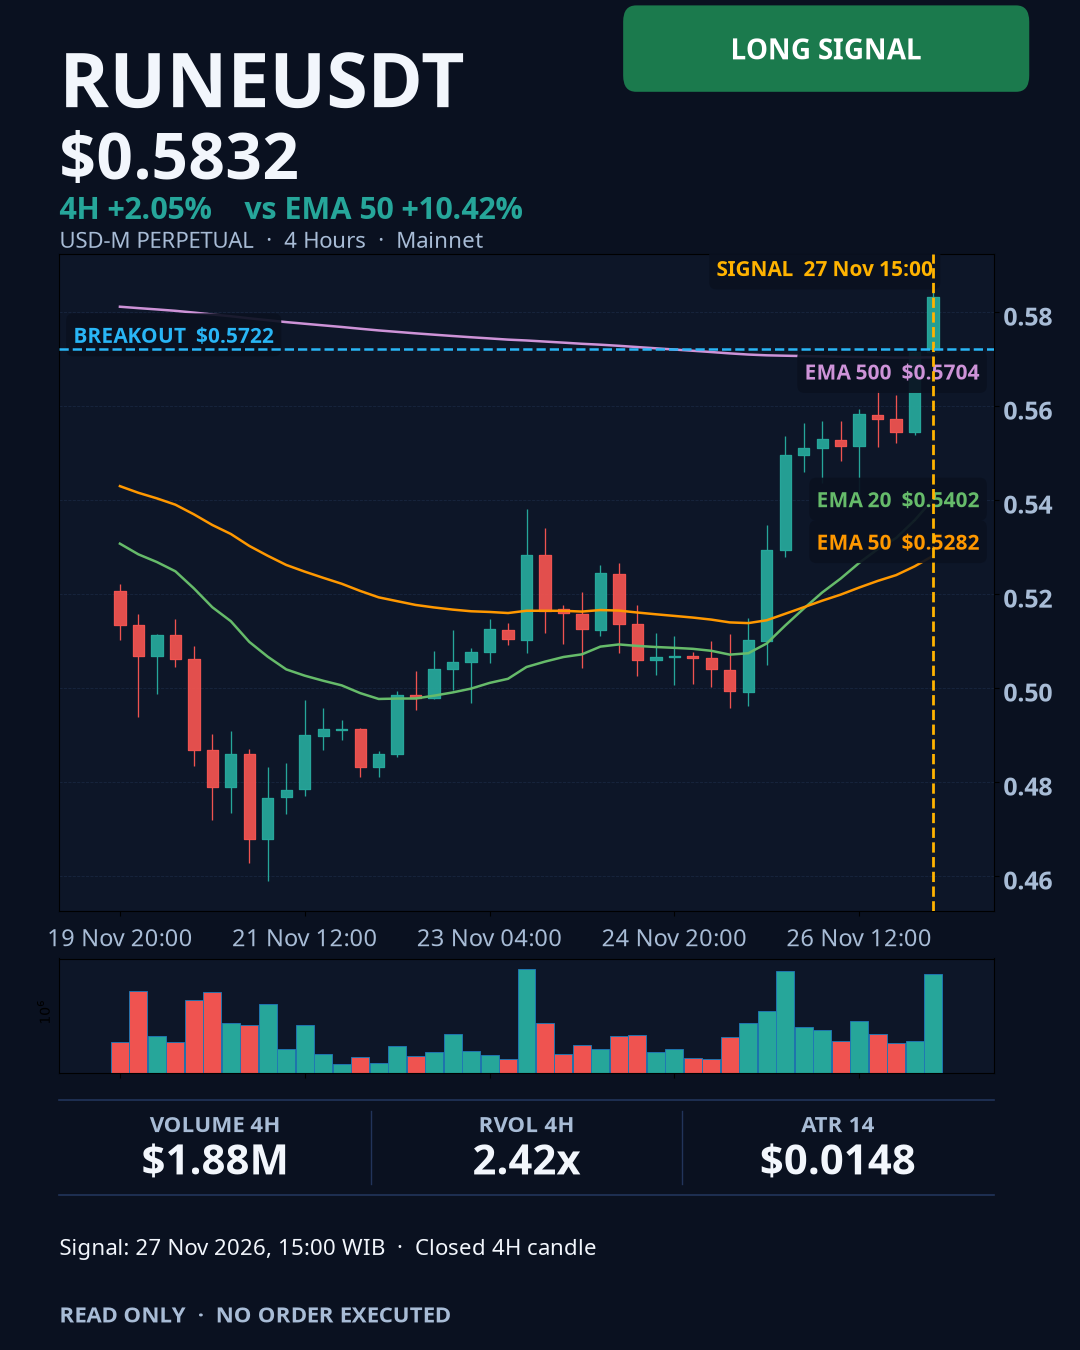 LONG SIGNAL
RUNEUSDT
$0.5832
4H +2.05% vs EMA 50 +10.42%
USD-M PERPETUAL · 4 Hours · Mainnet
SIGNAL 27 Nov 15:00
BREAKOUT $0.5722
EMA 500 $0.5704
EMA 20 $0.5402
EMA 50 $0.5282
0.58
0.56
0.54
0.52
0.50
0.48
0.46
19 Nov 20:00 21 Nov 12:00 23 Nov 04:00 24 Nov 20:00 26 Nov 12:00
10⁶
VOLUME 4H RVOL 4H ATR 14
$1.88M 2.42x $0.0148
Signal: 27 Nov 2026, 15:00 WIB · Closed 4H candle
READ ONLY · NO ORDER EXECUTED